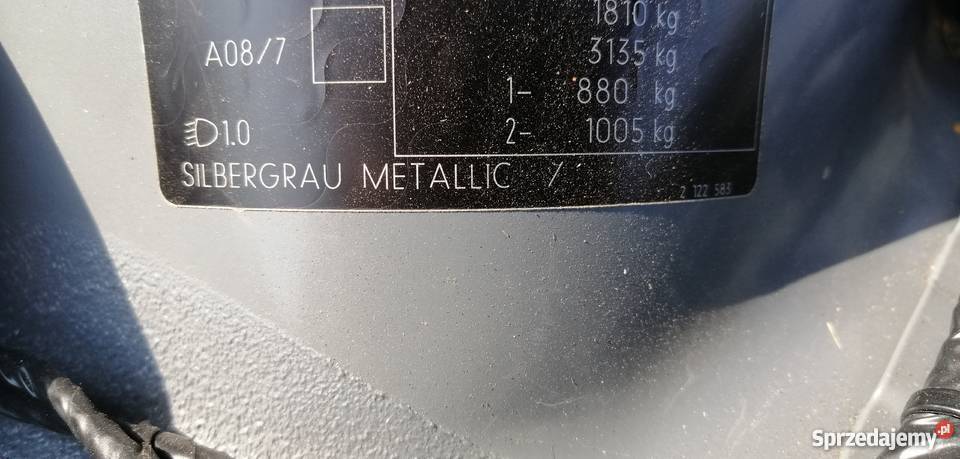 1810 kg
A08/7 3135 kg
1- 880 kg
1.0 2- 1005 kg
SILBERGRAU METALLIC /
2 122 383
Sprzedajemy.pl